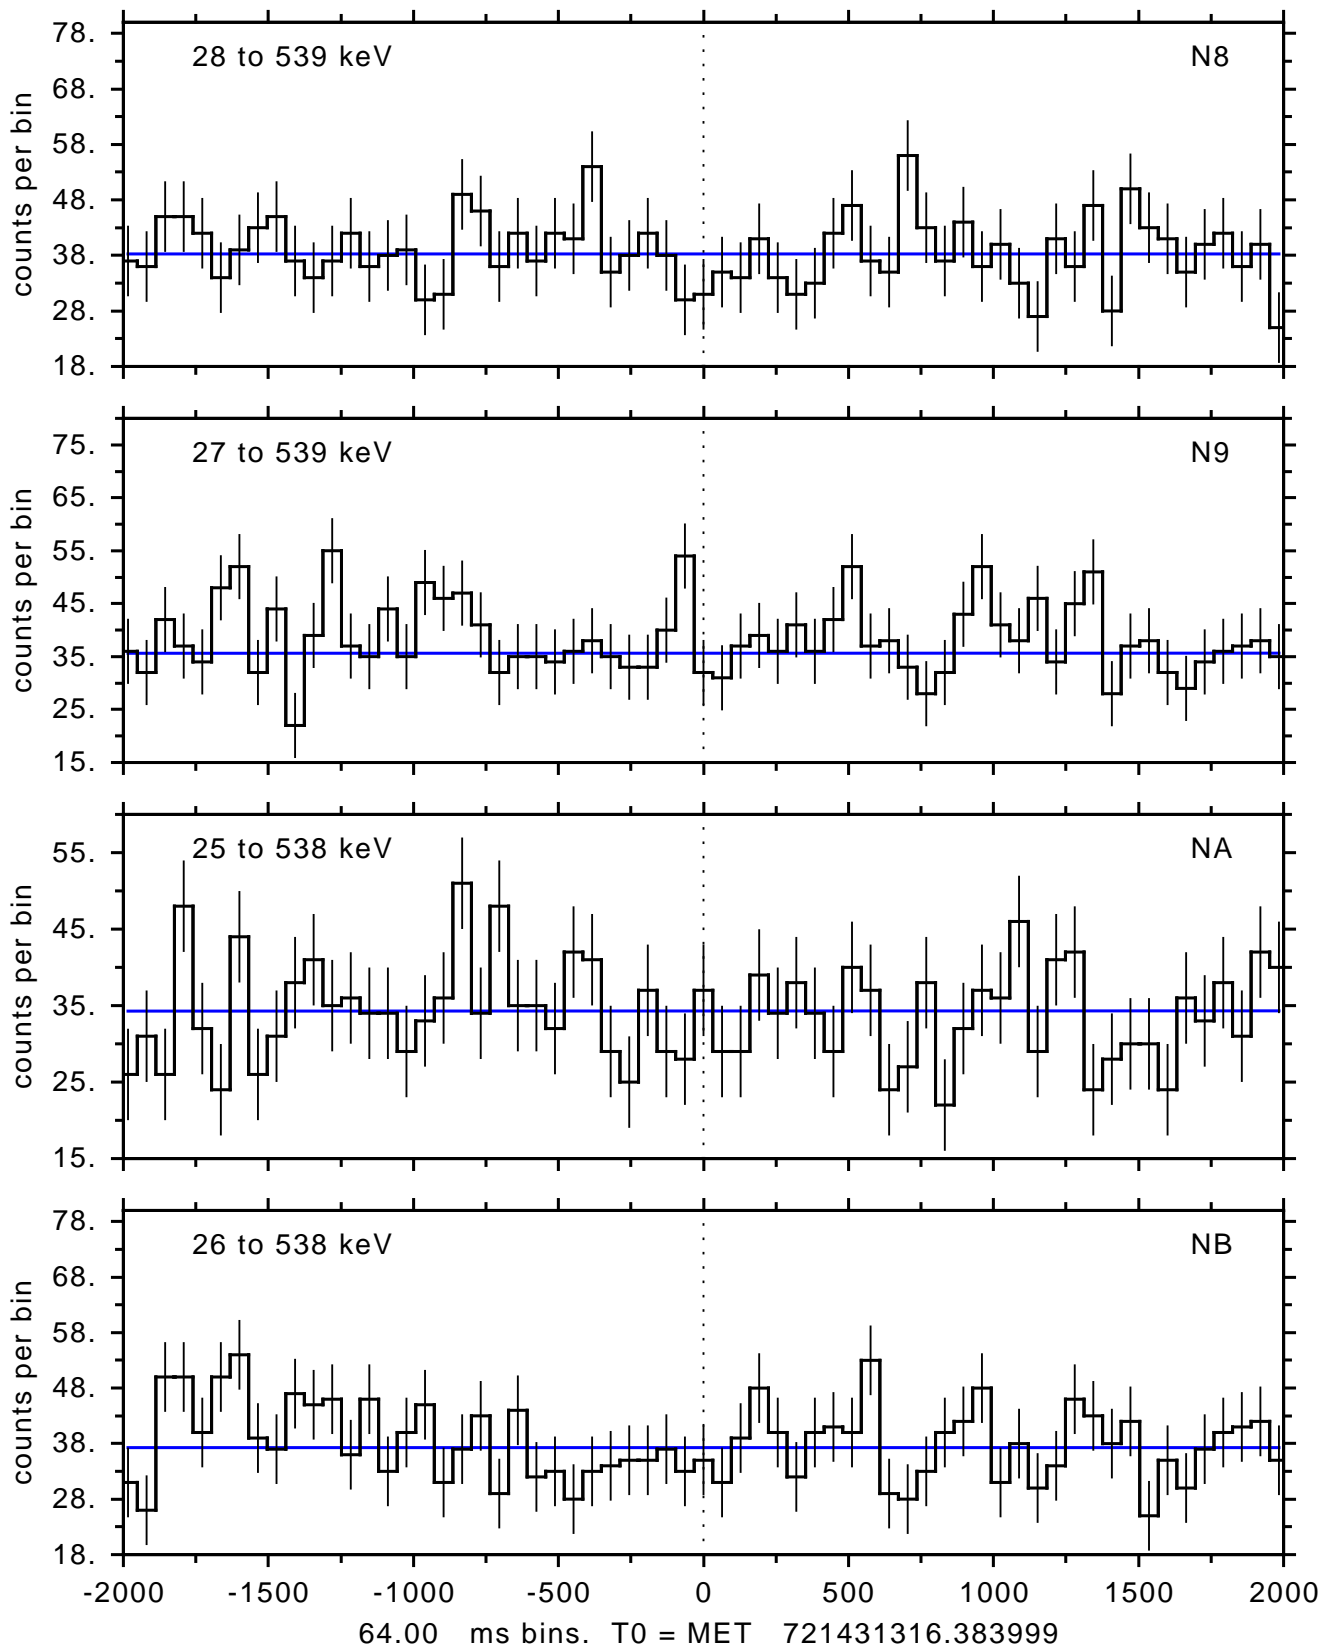 78.
28 to 539 keV N8
68.
58.
48.
38.
28.
18.
counts per bin
75.
27 to 539 keV N9
65.
55.
45.
35.
25.
15.
counts per bin
55.
25 to 538 keV NA
45.
35.
25.
15.
counts per bin
78.
26 to 538 keV NB
68.
58.
48.
38.
28.
18.
counts per bin
-2000 -1500 -1000 -500 0 500 1000 1500 2000
64.00 ms bins. T0 = MET 721431316.383999